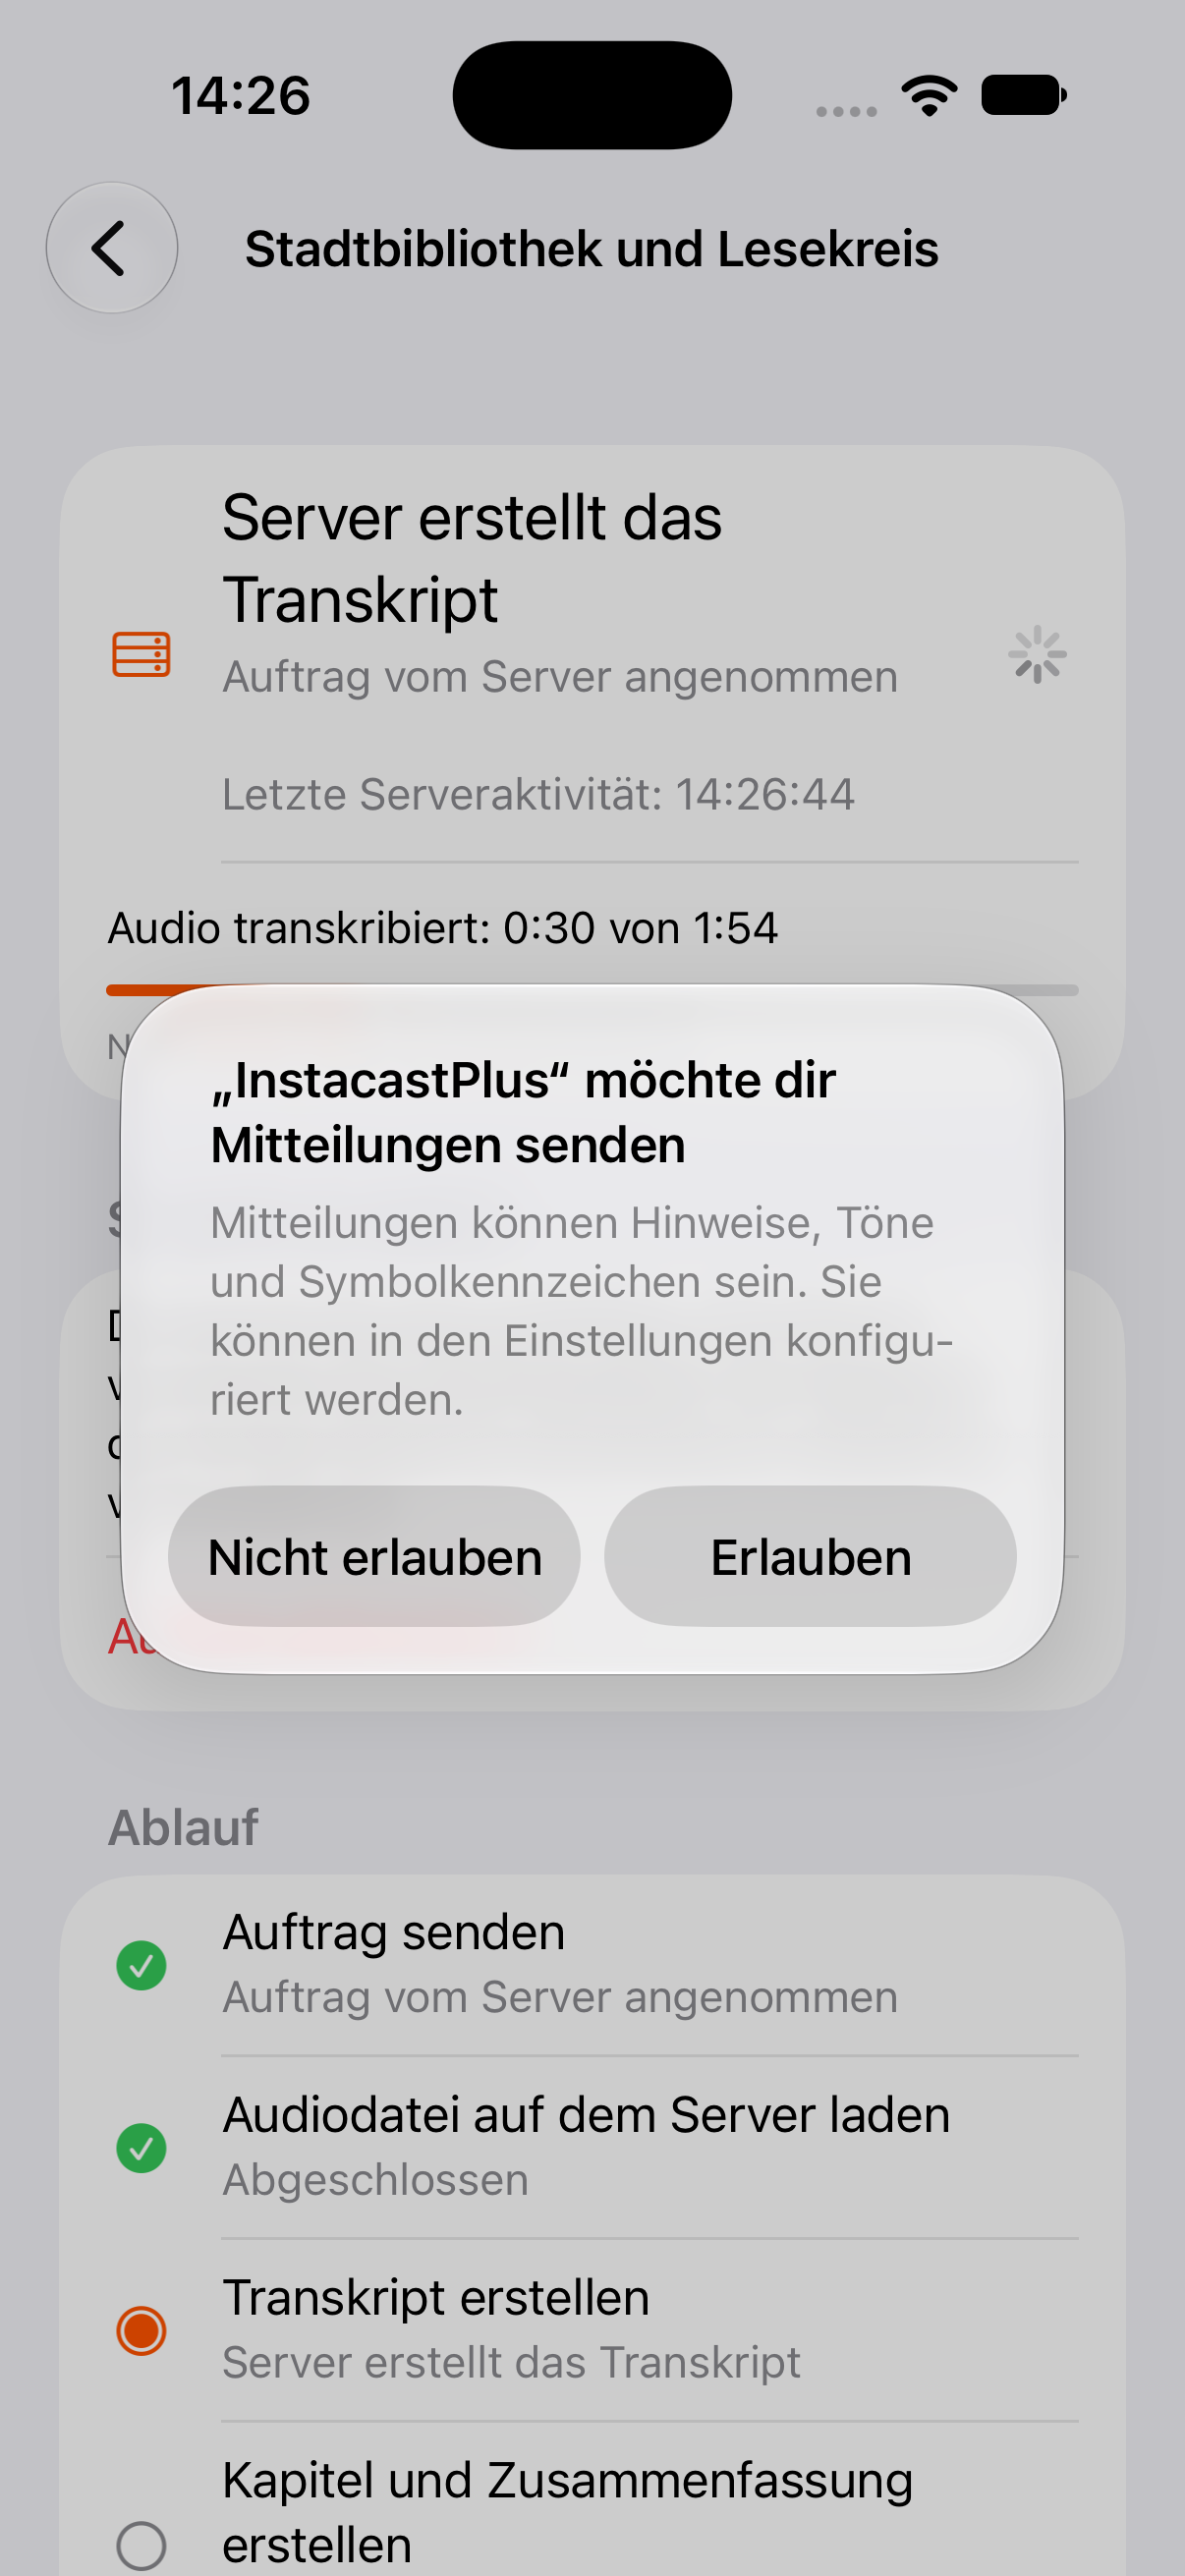 14:26
Stadtbibliothek und Lesekreis
Server erstellt das
Transkript
Auftrag vom Server angenommen
Letzte Serveraktivität: 14:26:44
Audio transkribiert: 0:30 von 1:54
„InstacastPlus“ möchte dir
Mitteilungen senden
Mitteilungen können Hinweise, Töne
und Symbolkennzeichen sein. Sie
können in den Einstellungen konfigu-
riert werden.
Nicht erlauben
Erlauben
Ablauf
Auftrag senden
Auftrag vom Server angenommen
Audiodatei auf dem Server laden
Abgeschlossen
Transkript erstellen
Server erstellt das Transkript
Kapitel und Zusammenfassung
erstellen